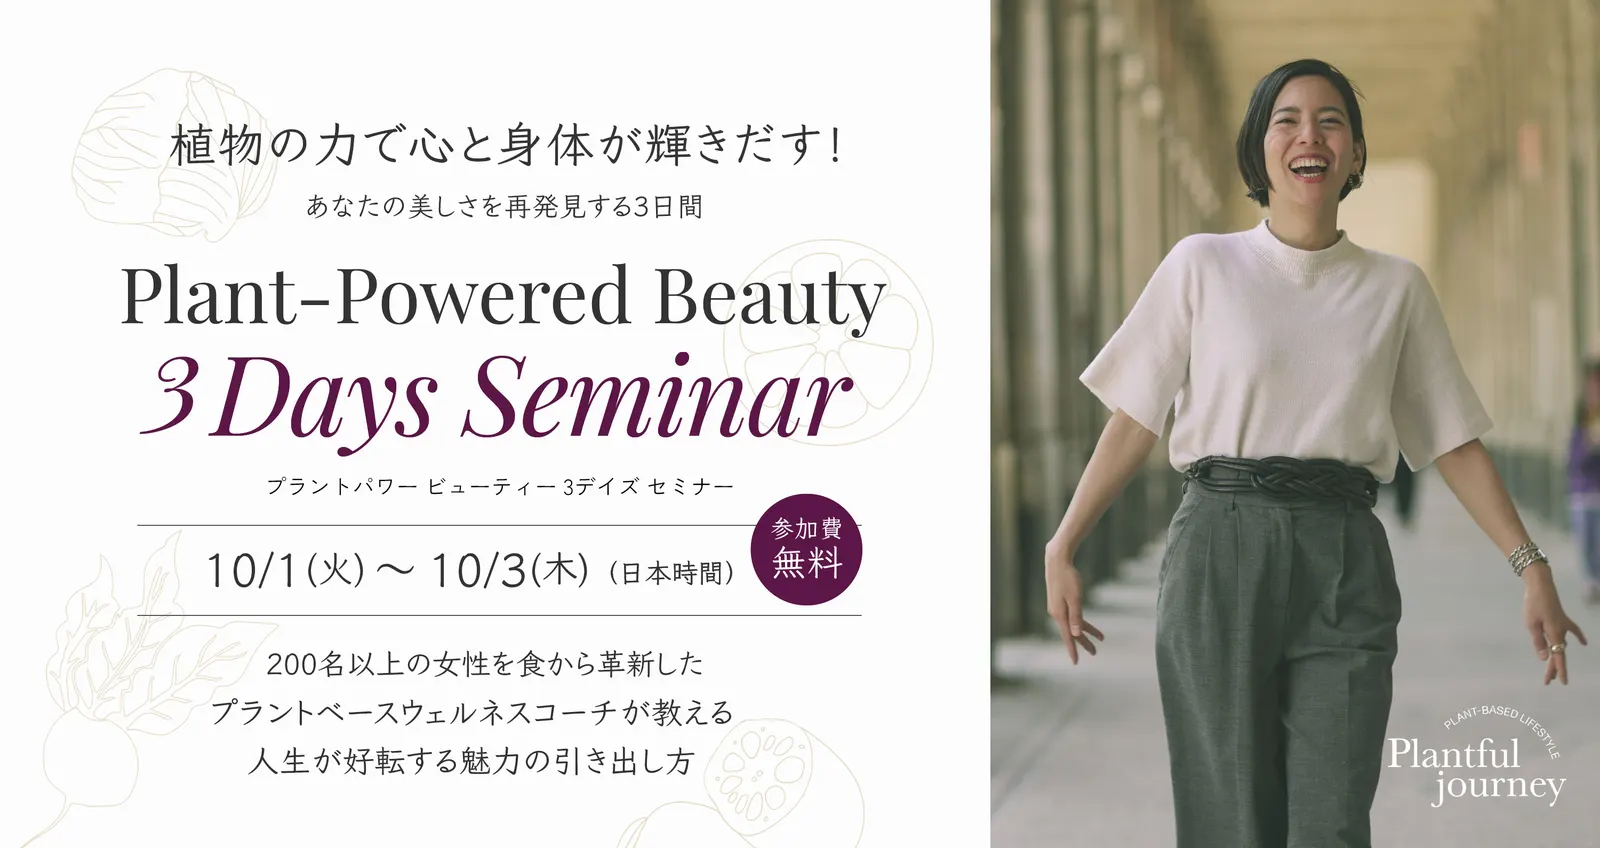 植物の力で心と身体が輝きだす！
あなたの美しさを再発見する3日間
Plant-Powered Beauty
3 Days Seminar
プラントパワー ビューティー 3デイズ セミナー
参加費
無料
10/1(火) 〜 10/3(木) (日本時間)
200名以上の女性を食から革新した
プラントベースウェルネスコーチが教える
人生が好転する魅力の引き出し方
PLANT-BASED LIFESTYLE
Plantful
journey